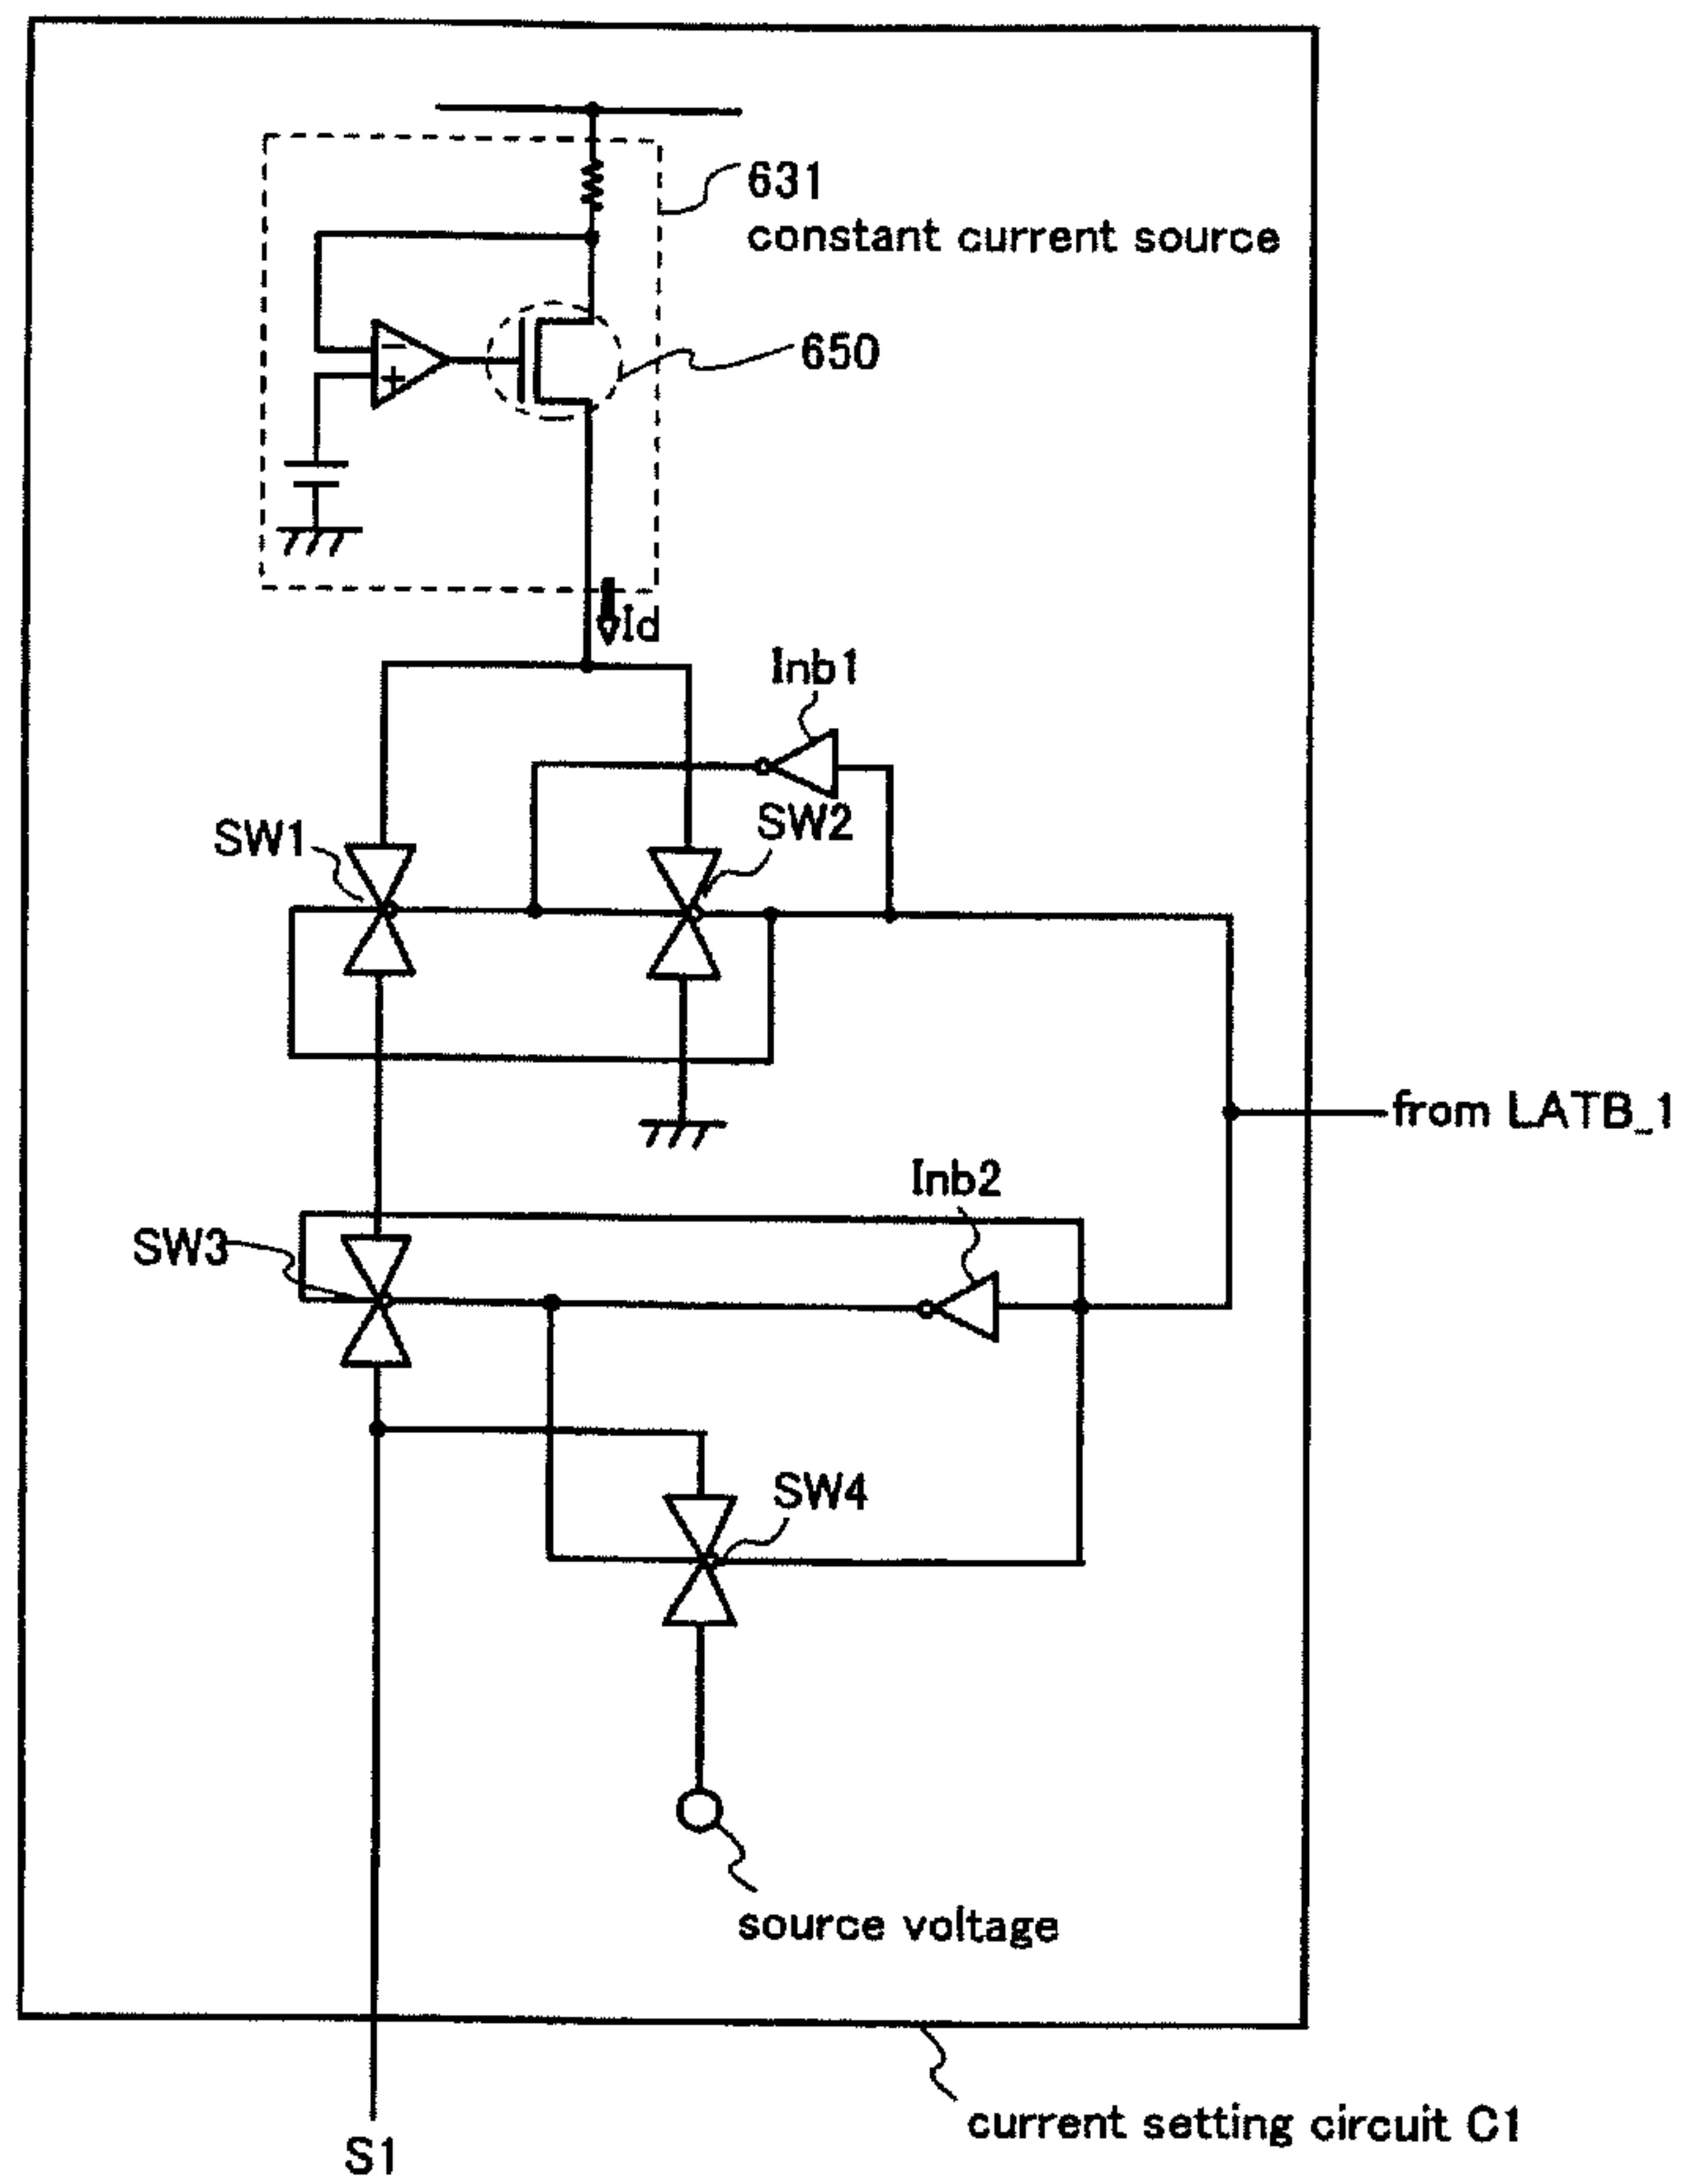 631
constant current source
−
+
650
Id
Inb1
SW1
SW2
from LATB_1
Inb2
SW3
SW4
source voltage
current setting circuit C1
S1